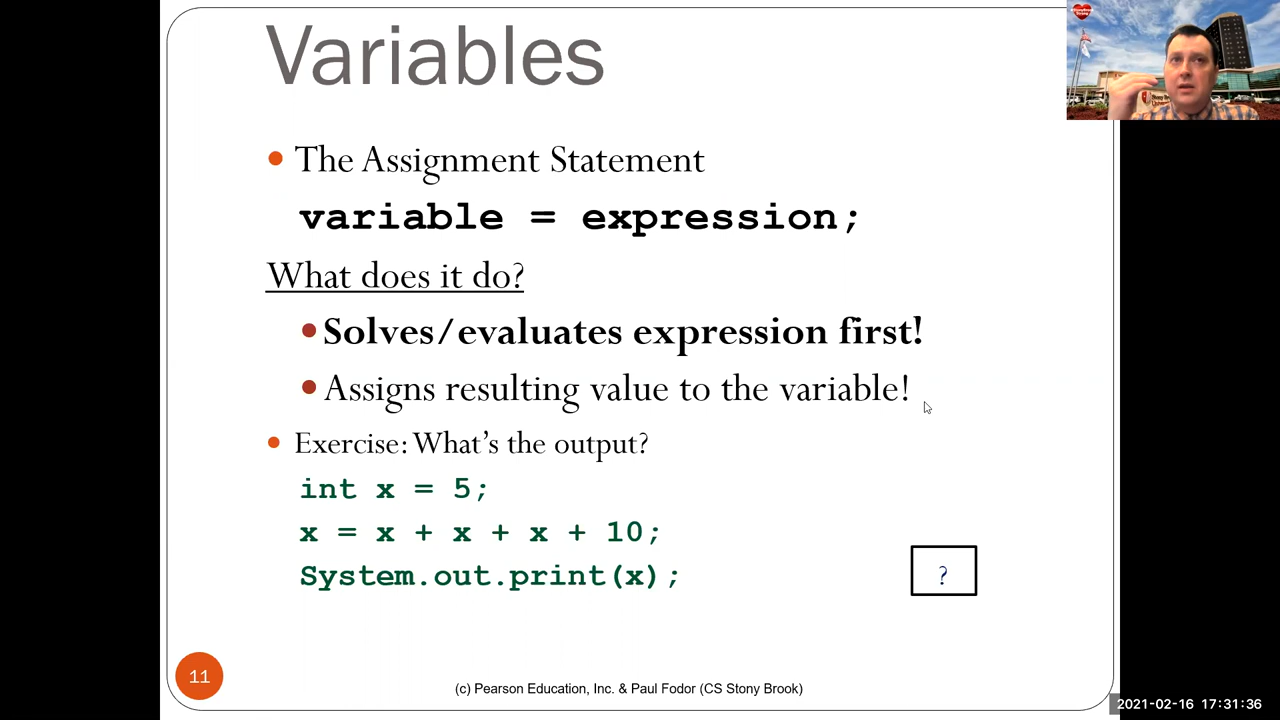 Variables
The Assignment Statement
variable = expression;
What does it do?
Solves/evaluates expression first!
Assigns resulting value to the variable!
Exercise: What's the output?
int x = 5;
x = x + x + x + 10;
System.out.print(x);
?
11
(c) Pearson Education, Inc. & Paul Fodor (CS Stony Brook)
2021-02-16 17:31:36